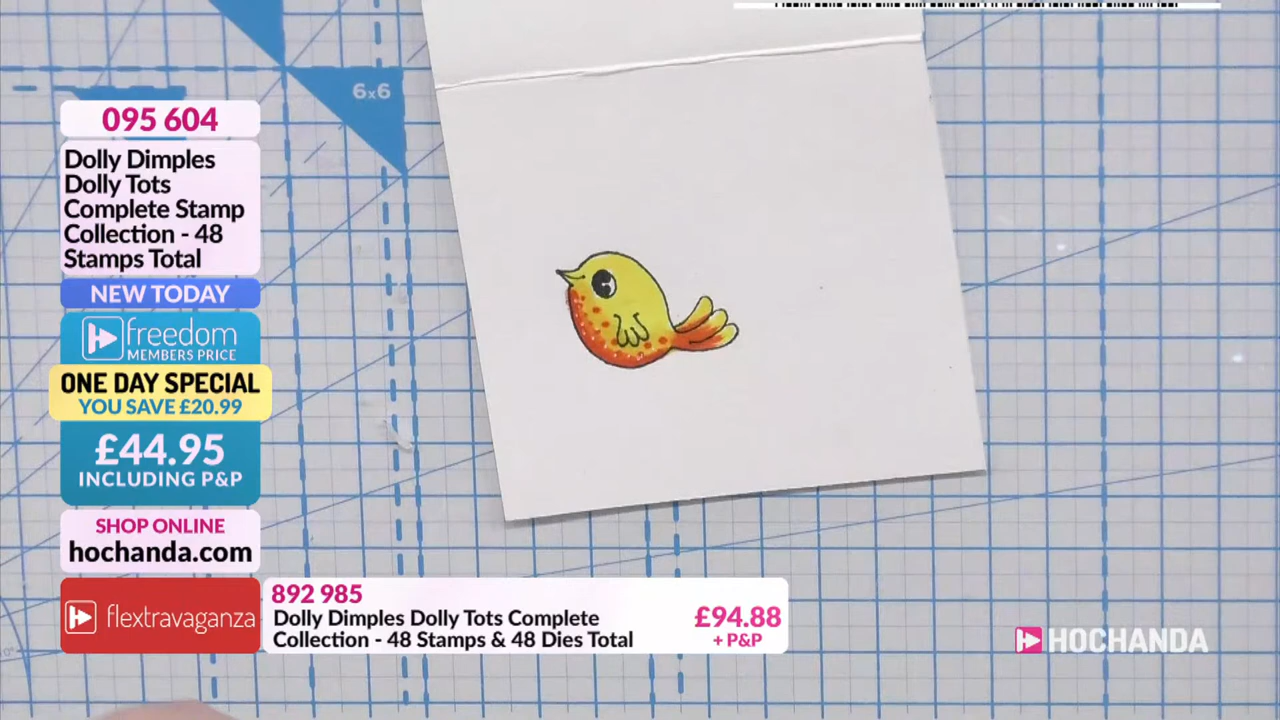 6x6
095 604
Dolly Dimples
Dolly Tots
Complete Stamp
Collection - 48
Stamps Total
NEW TODAY
freedom
MEMBERS PRICE
ONE DAY SPECIAL
YOU SAVE £20.99
£44.95
INCLUDING P&P
SHOP ONLINE
hochanda.com
flextravaganza
892 985
Dolly Dimples Dolly Tots Complete
Collection - 48 Stamps & 48 Dies Total
£94.88
+ P&P
HOCHANDA